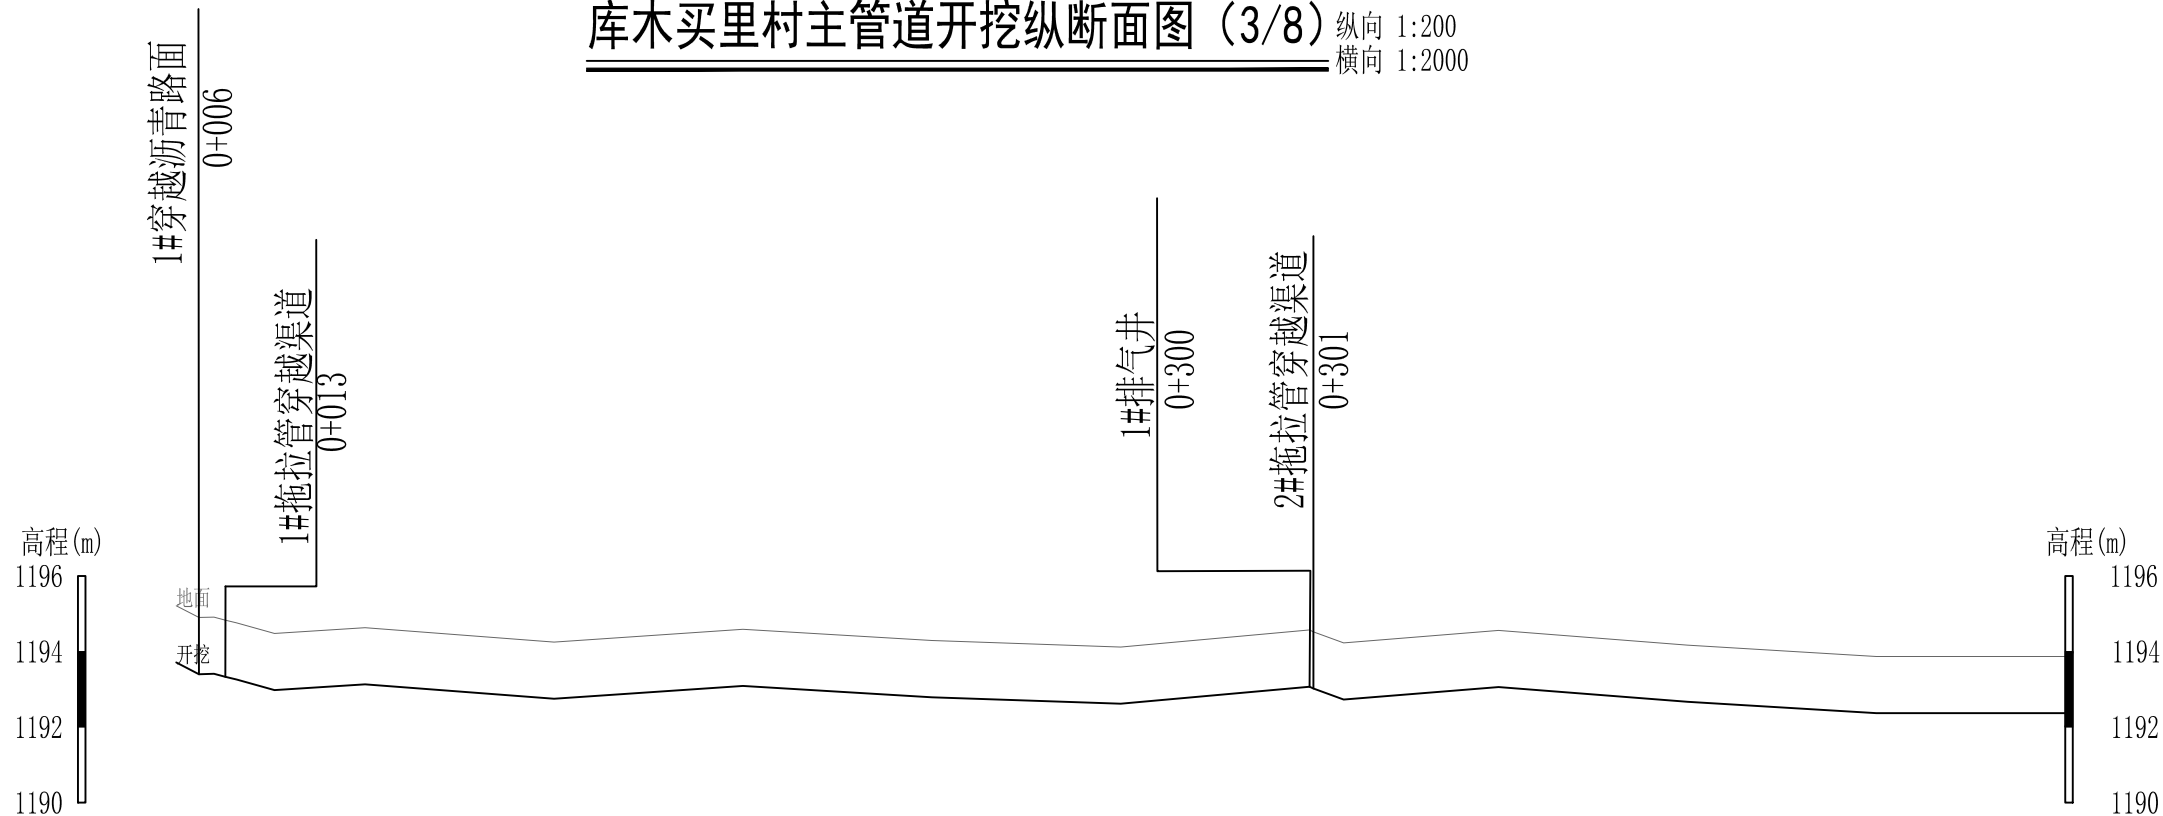 库木买里村主管道开挖纵断面图（3/8）
纵向 1:200
横向 1:2000
1#穿越沥青路面
0+006
1#拖拉管穿越渠道
0+013
1#排气井
0+300
2#拖拉管穿越渠道
0+301
高程(m)
1196
1194
1192
1190
地面
开挖
高程(m)
1196
1194
1192
1190